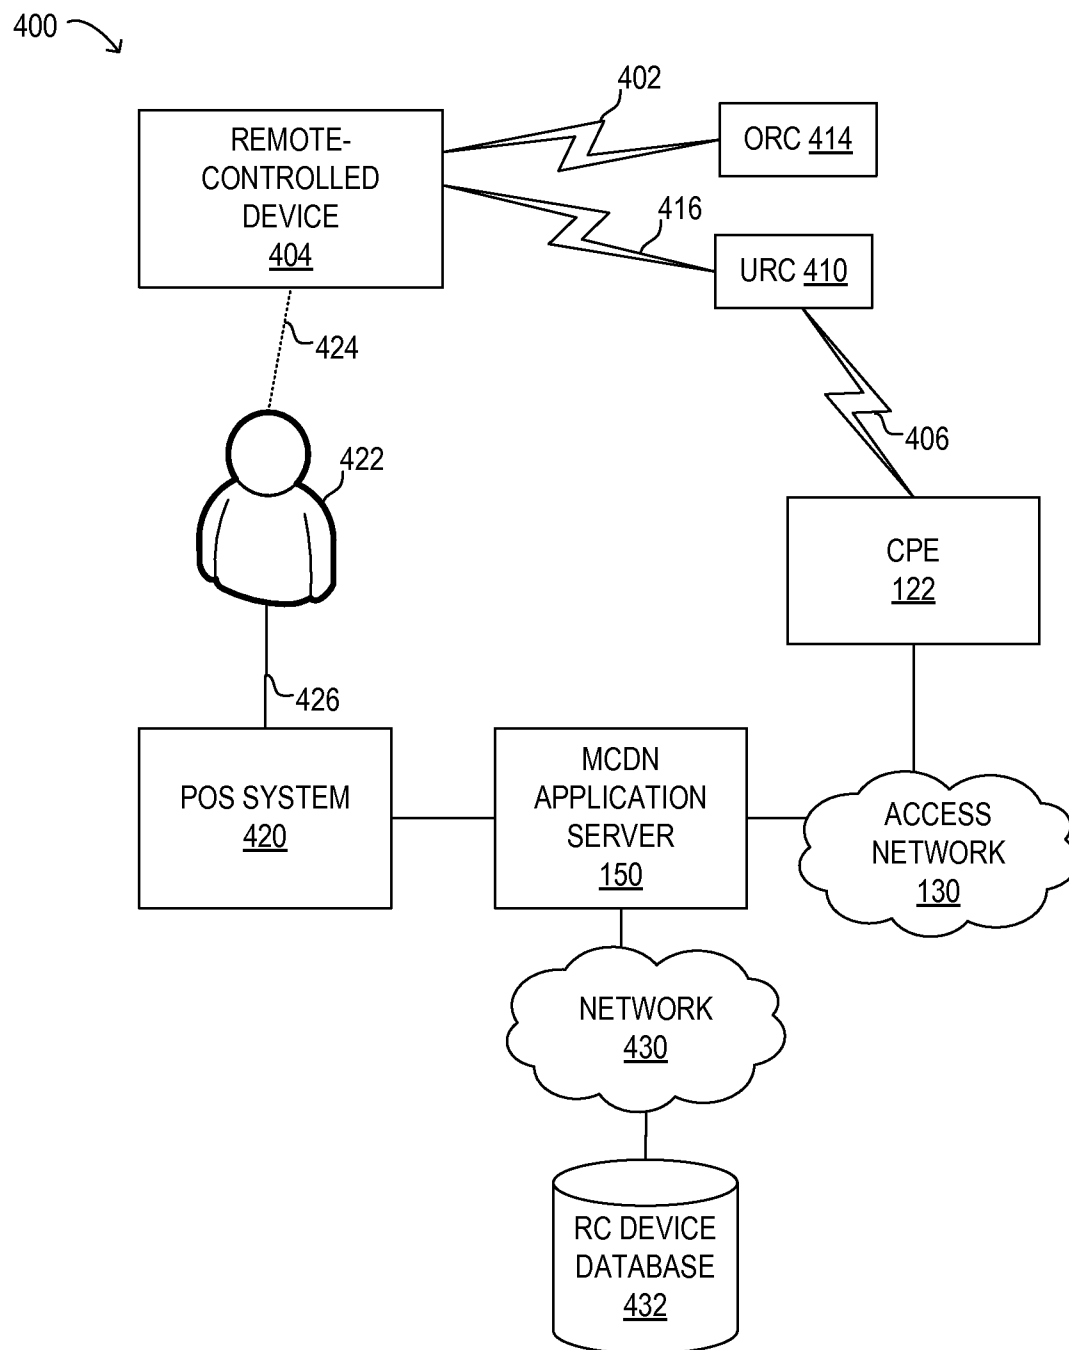 400
402
REMOTE-
CONTROLLED
DEVICE
404
ORC 414
416
URC 410
424
406
422
CPE
122
426
POS SYSTEM
420
MCDN
APPLICATION
SERVER
150
ACCESS
NETWORK
130
NETWORK
430
RC DEVICE
DATABASE
432